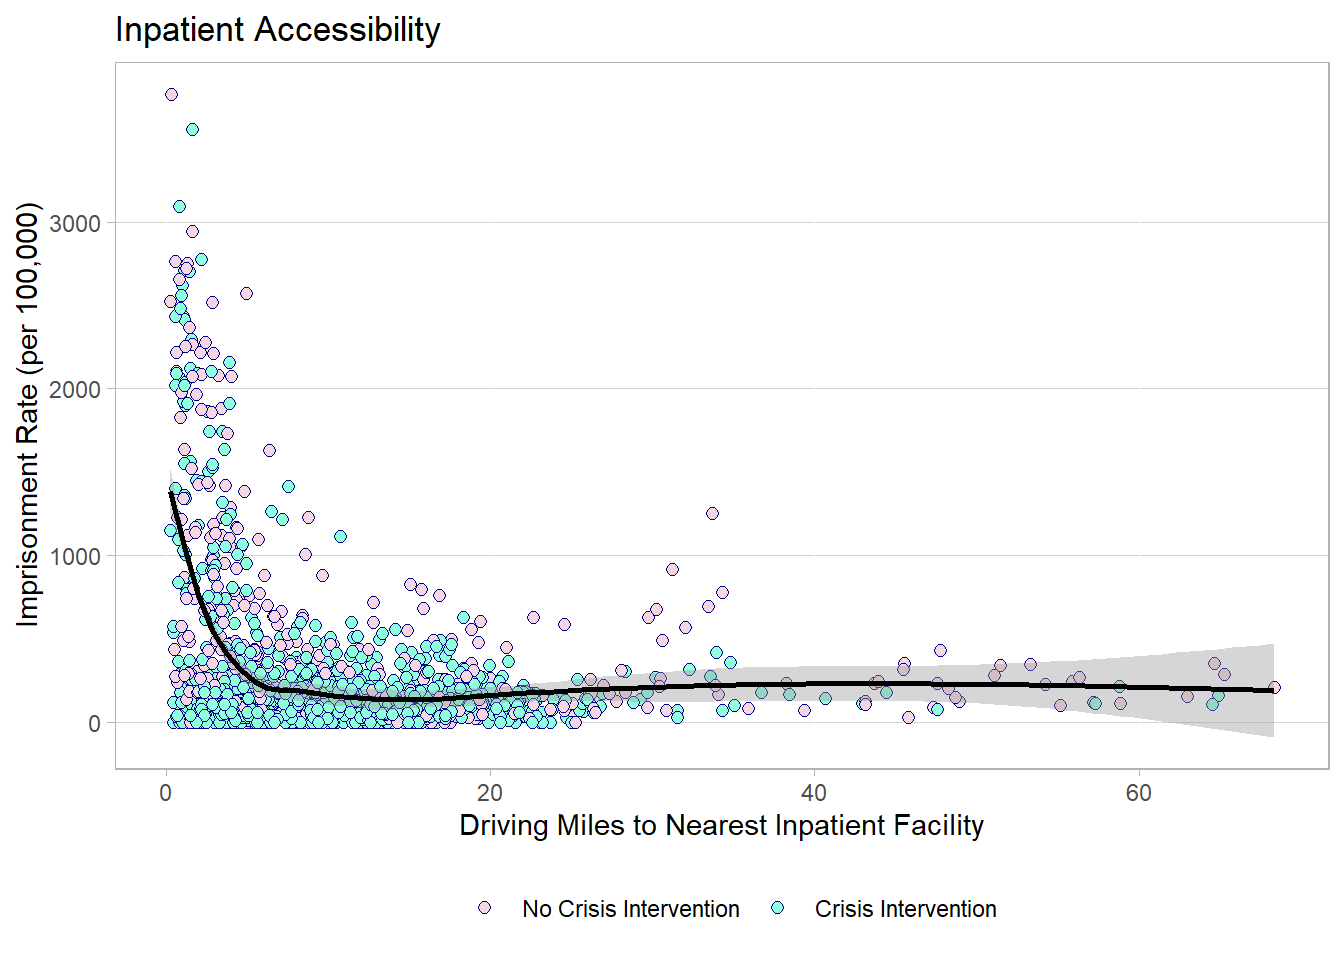 Inpatient Accessibility
Imprisonment Rate (per 100,000)
3000
2000
1000
0
0 20 40 60
Driving Miles to Nearest Inpatient Facility
No Crisis Intervention Crisis Intervention